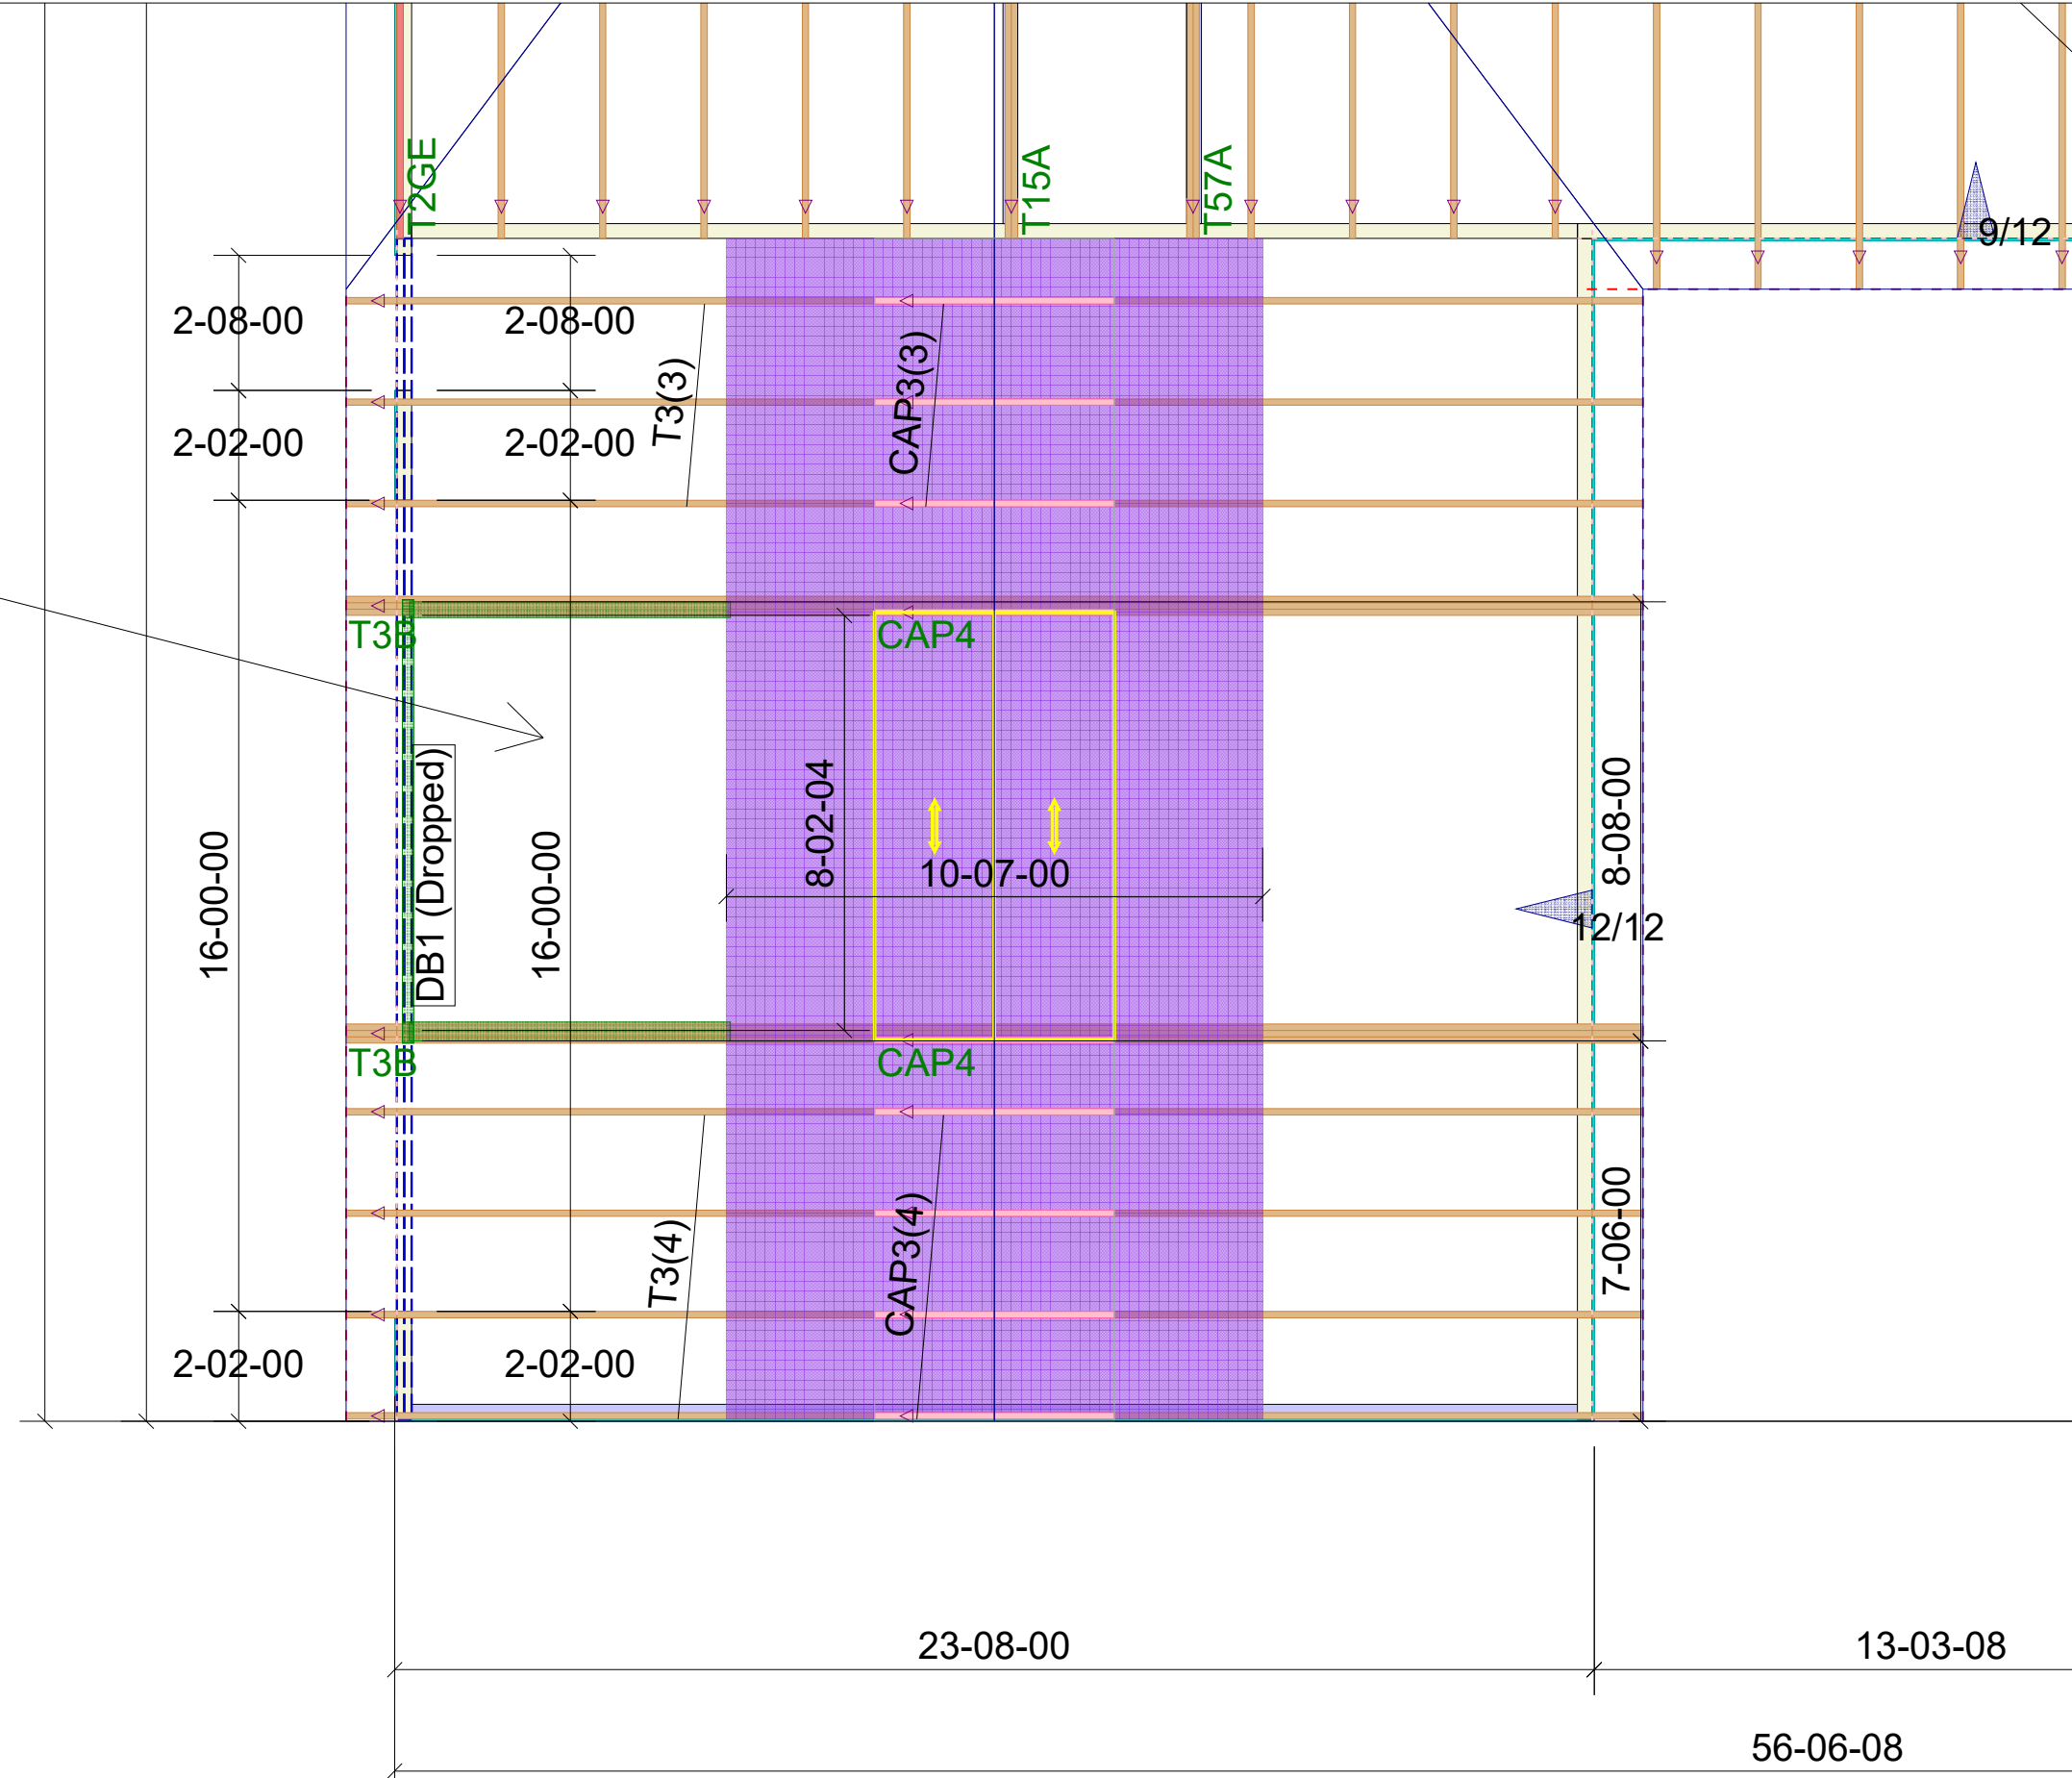 T2GE
T15A
T57A
9/12
2-08-00
2-08-00
T3(3)
CAP3(3)
2-02-00
2-02-00
T3B
CAP4
DB1 (Dropped)
16-00-00
16-00-00
8-02-04
10-07-00
8-08-00
12/12
T3B
CAP4
T3(4)
CAP3(4)
7-06-00
2-02-00
2-02-00
23-08-00
13-03-08
56-06-08